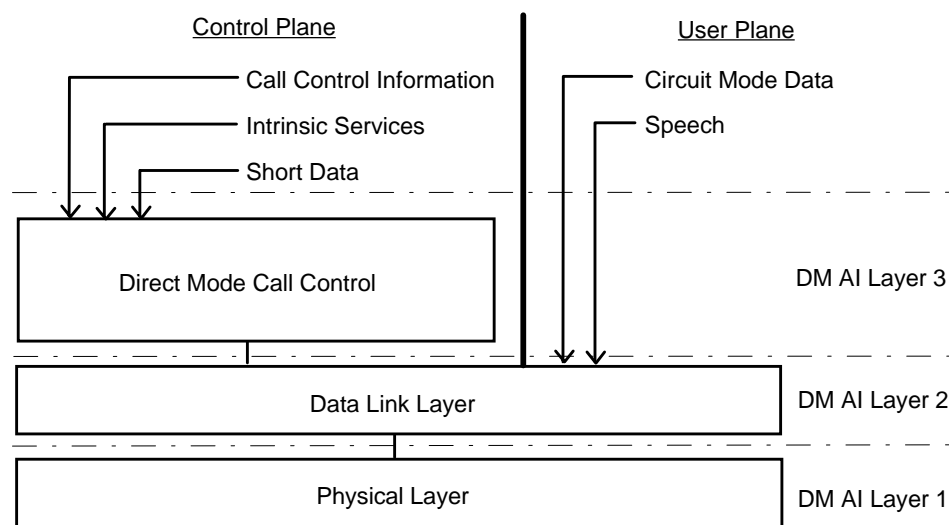 Control Plane
User Plane
Call Control Information
Circuit Mode Data
Intrinsic Services
Speech
Short Data
Direct Mode Call Control
DM AI Layer 3
Data Link Layer
DM AI Layer 2
Physical Layer
DM AI Layer 1